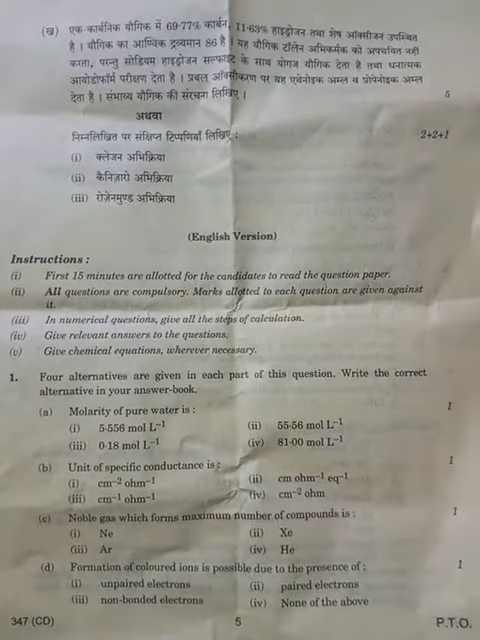 (ख) एक कार्बनिक यौगिक में 69·77% कार्बन, 11·63% हाइड्रोजन तथा शेष ऑक्सीजन उपस्थित
है । यौगिक का आण्विक द्रव्यमान 86 है । यह यौगिक टॉलेन अभिकर्मक को अपचयित नहीं
करता, परन्तु सोडियम हाइड्रोजन सल्फाइट के साथ योगज यौगिक देता है तथा धनात्मक
आयोडोफॉर्म परीक्षण देता है । प्रबल ऑक्सीकरण पर यह एथेनोइक अम्ल व प्रोपेनोइक अम्ल
देता है । संभाव्य यौगिक की संरचना लिखिए । 5
अथवा
निम्नलिखित पर संक्षिप्त टिप्पणियाँ लिखिए : 2+2+1
(i) क्लेजन अभिक्रिया
(ii) कैनिज़ारो अभिक्रिया
(iii) रोज़ेनमुण्ड अभिक्रिया
(English Version)
Instructions :
(i) First 15 minutes are allotted for the candidates to read the question paper.
(ii) All questions are compulsory. Marks allotted to each question are given against
it.
(iii) In numerical questions, give all the steps of calculation.
(iv) Give relevant answers to the questions.
(v) Give chemical equations, wherever necessary.
1. Four alternatives are given in each part of this question. Write the correct
alternative in your answer-book.
(a) Molarity of pure water is : 1
(i) 5·556 mol L⁻¹ (ii) 55·56 mol L⁻¹
(iii) 0·18 mol L⁻¹ (iv) 81·00 mol L⁻¹
(b) Unit of specific conductance is : 1
(i) cm⁻² ohm⁻¹ (ii) cm ohm⁻¹ eq⁻¹
(iii) cm⁻¹ ohm⁻¹ (iv) cm⁻² ohm
(c) Noble gas which forms maximum number of compounds is : 1
(i) Ne (ii) Xe
(iii) Ar (iv) He
(d) Formation of coloured ions is possible due to the presence of : 1
(i) unpaired electrons (ii) paired electrons
(iii) non-bonded electrons (iv) None of the above
347 (CD) 5 P.T.O.